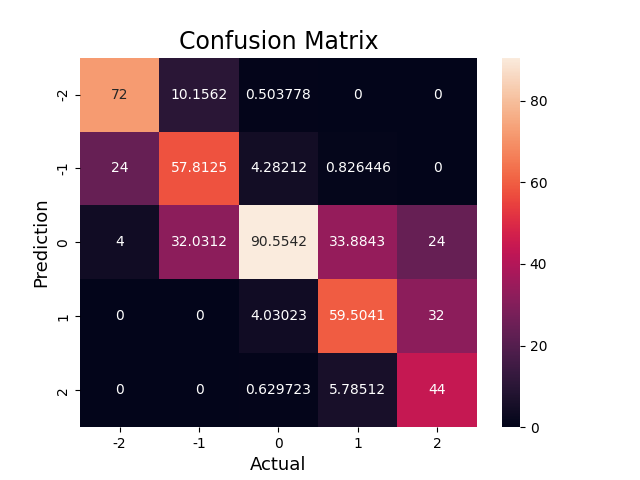 Confusion Matrix
-2 72 10.1562 0.503778 0 0
-1 24 57.8125 4.28212 0.826446 0
0 4 32.0312 90.5542 33.8843 24
1 0 0 4.03023 59.5041 32
2 0 0 0.629723 5.78512 44
-2 -1 0 1 2
Prediction
Actual
80
60
40
20
0